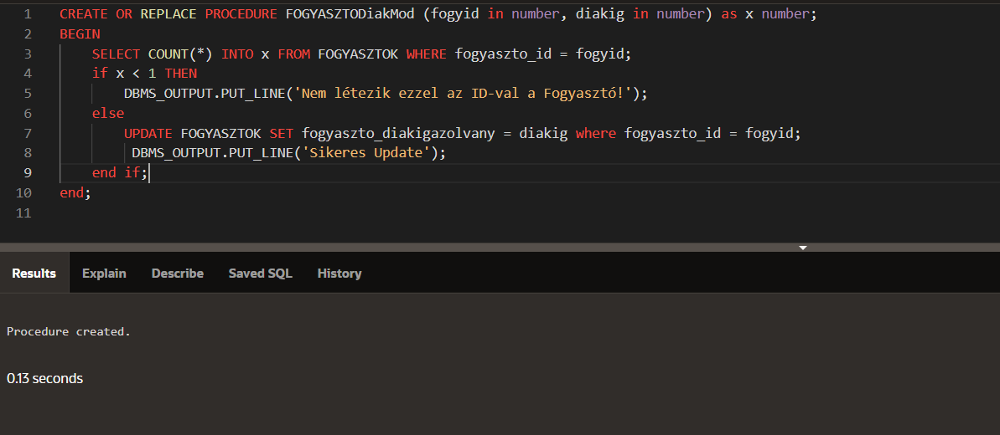 1 CREATE OR REPLACE PROCEDURE FOGYASZTODiakMod (fogyid in number, diakig in number) as x number;
2 BEGIN
3 SELECT COUNT(*) INTO x FROM FOGYASZTOK WHERE fogyaszto_id = fogyid;
4 if x < 1 THEN
5 DBMS_OUTPUT.PUT_LINE('Nem létezik ezzel az ID-val a Fogyasztó!');
6 else
7 UPDATE FOGYASZTOK SET fogyaszto_diakigazolvany = diakig where fogyaszto_id = fogyid;
8 DBMS_OUTPUT.PUT_LINE('Sikeres Update');
9 end if;
10 end;
11
Results Explain Describe Saved SQL History
Procedure created.
0.13 seconds